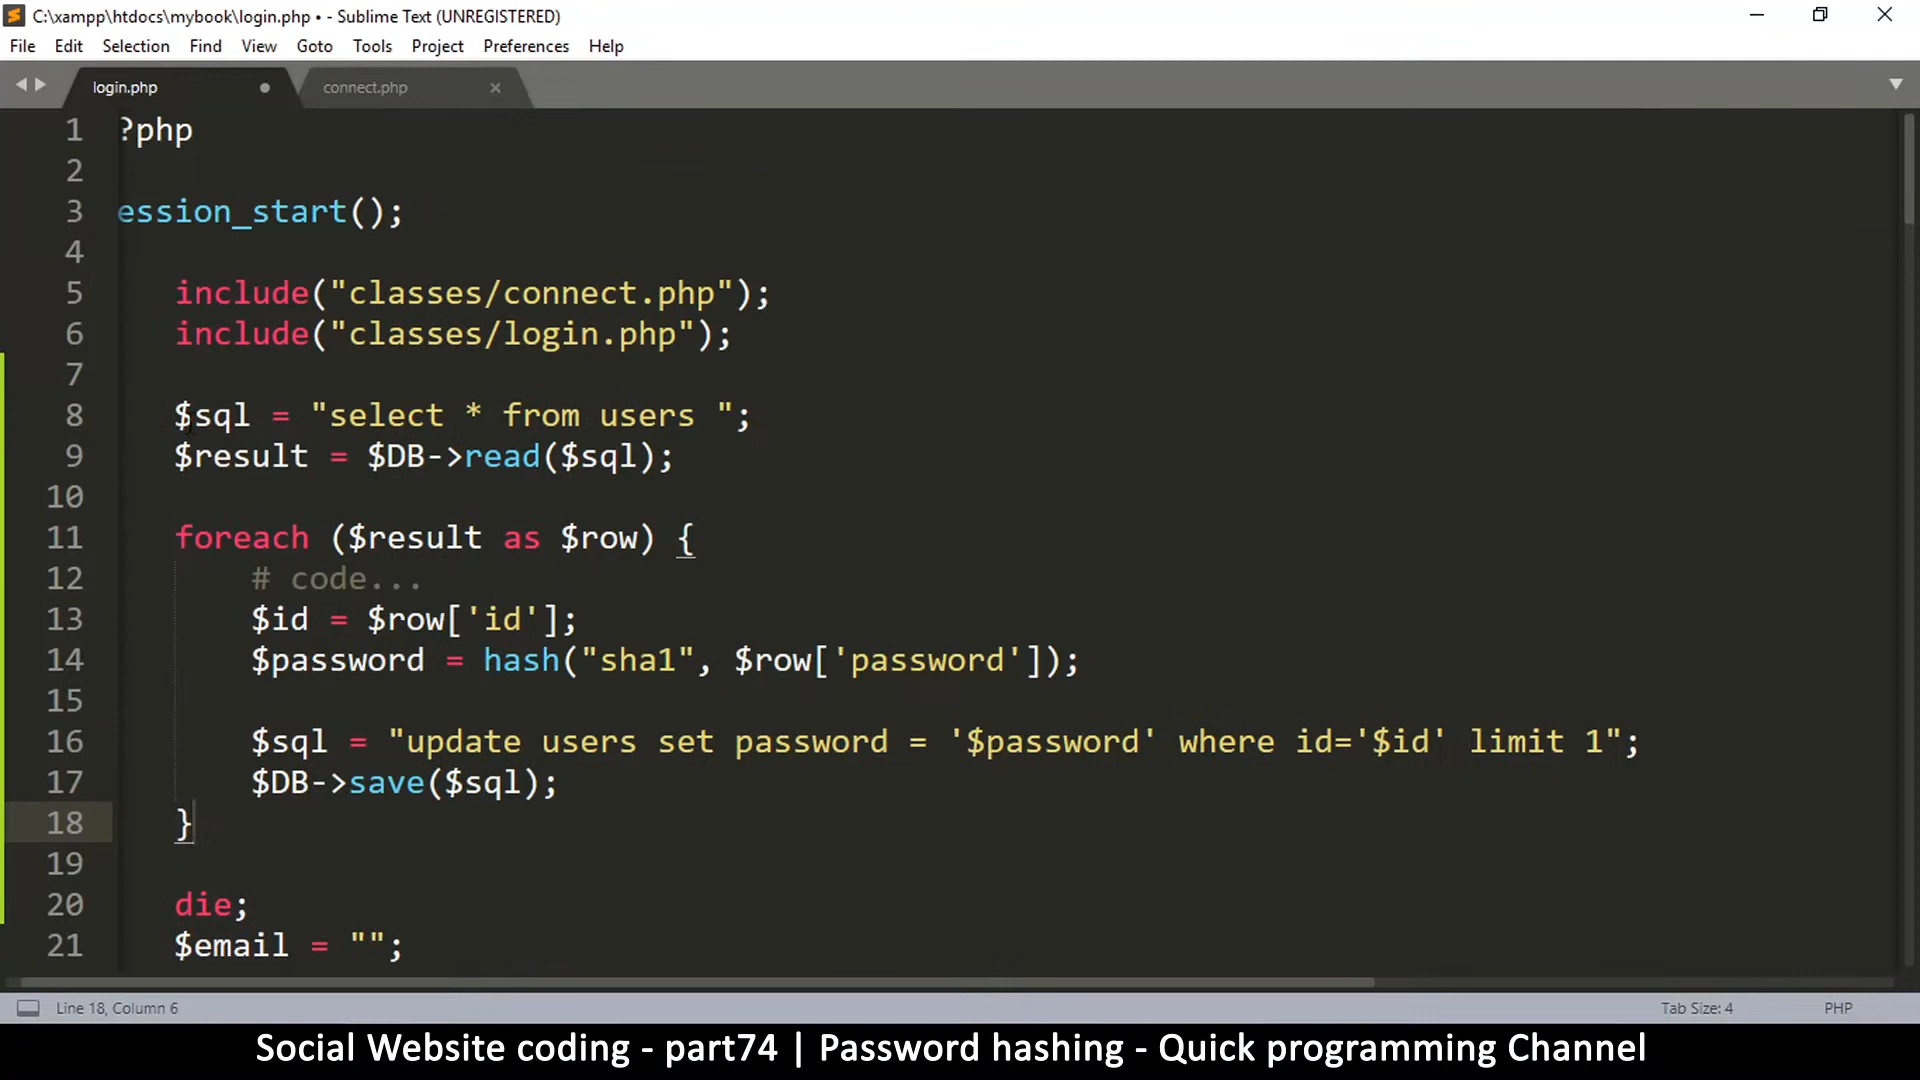 C:\xampp\htdocs\mybook\login.php • - Sublime Text (UNREGISTERED)
File Edit Selection Find View Goto Tools Project Preferences Help
login.php connect.php
1 ?php
2
3 ession_start();
4
5 include("classes/connect.php");
6 include("classes/login.php");
7
8 $sql = "select * from users ";
9 $result = $DB->read($sql);
10
11 foreach ($result as $row) {
12 # code...
13 $id = $row['id'];
14 $password = hash("sha1", $row['password']);
15
16 $sql = "update users set password = '$password' where id='$id' limit 1";
17 $DB->save($sql);
18 }
19
20 die;
21 $email = "";
Line 18, Column 6 Tab Size: 4 PHP
Social Website coding - part74 | Password hashing - Quick programming Channel